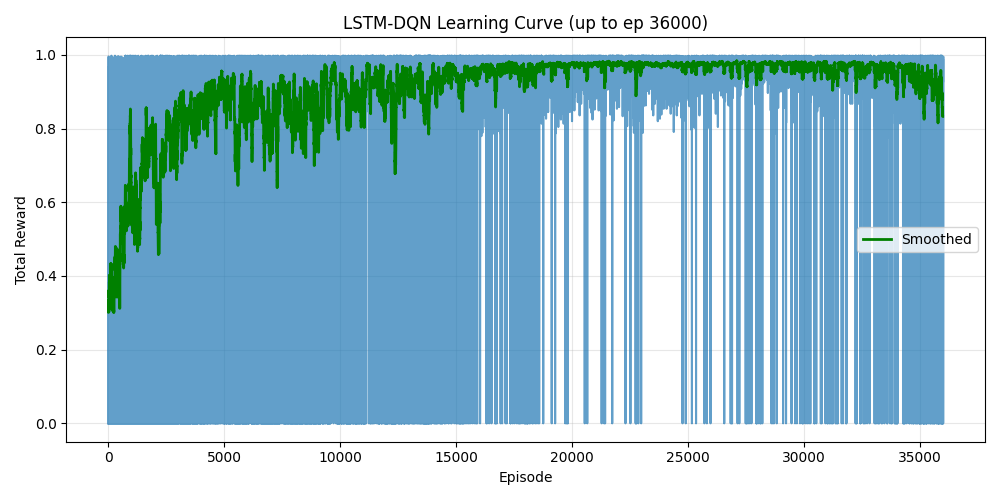 LSTM-DQN Learning Curve (up to ep 36000)
Total Reward
1.0
0.8
0.6
0.4
0.2
0.0
Smoothed
0 5000 10000 15000 20000 25000 30000 35000
Episode